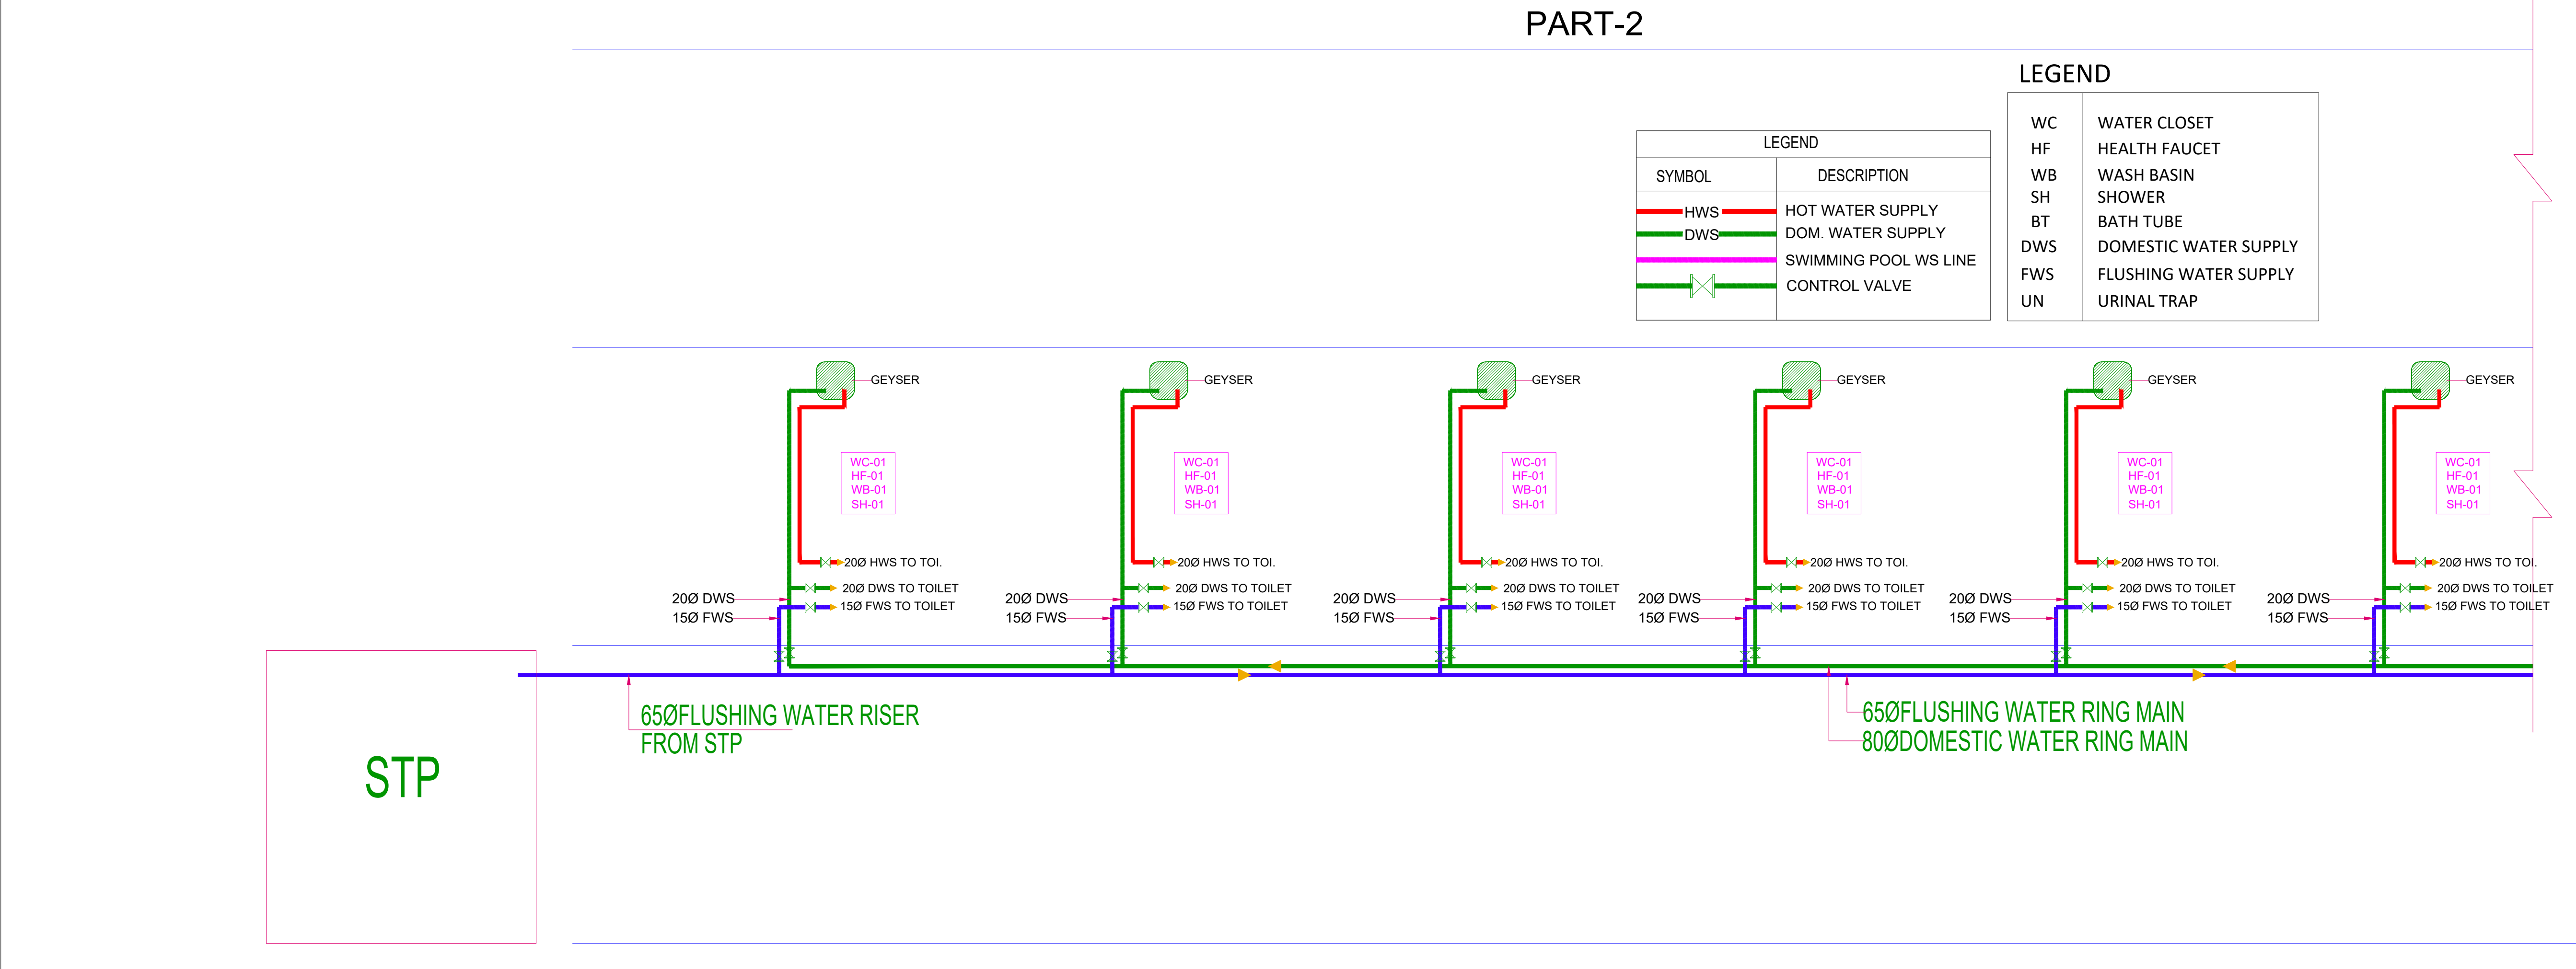 PART-2
LEGEND
WC WATER CLOSET
HF HEALTH FAUCET
WB WASH BASIN
SH SHOWER
BT BATH TUBE
DWS DOMESTIC WATER SUPPLY
FWS FLUSHING WATER SUPPLY
UN URINAL TRAP
LEGEND
SYMBOL DESCRIPTION
HWS HOT WATER SUPPLY
DWS DOM. WATER SUPPLY
SWIMMING POOL WS LINE
CONTROL VALVE
GEYSER
WC-01
HF-01
WB-01
SH-01
20Ø HWS TO TOI.
20Ø DWS TO TOILET
15Ø FWS TO TOILET
20Ø DWS
15Ø FWS
GEYSER
WC-01
HF-01
WB-01
SH-01
20Ø HWS TO TOI.
20Ø DWS TO TOILET
15Ø FWS TO TOILET
20Ø DWS
15Ø FWS
GEYSER
WC-01
HF-01
WB-01
SH-01
20Ø HWS TO TOI.
20Ø DWS TO TOILET
15Ø FWS TO TOILET
20Ø DWS
15Ø FWS
GEYSER
WC-01
HF-01
WB-01
SH-01
20Ø HWS TO TOI.
20Ø DWS TO TOILET
15Ø FWS TO TOILET
20Ø DWS
15Ø FWS
GEYSER
WC-01
HF-01
WB-01
SH-01
20Ø HWS TO TOI.
20Ø DWS TO TOILET
15Ø FWS TO TOILET
20Ø DWS
15Ø FWS
GEYSER
WC-01
HF-01
WB-01
SH-01
20Ø HWS TO TOI.
20Ø DWS TO TOILET
15Ø FWS TO TOILET
20Ø DWS
15Ø FWS
65ØFLUSHING WATER RISER
FROM STP
65ØFLUSHING WATER RING MAIN
80ØDOMESTIC WATER RING MAIN
STP